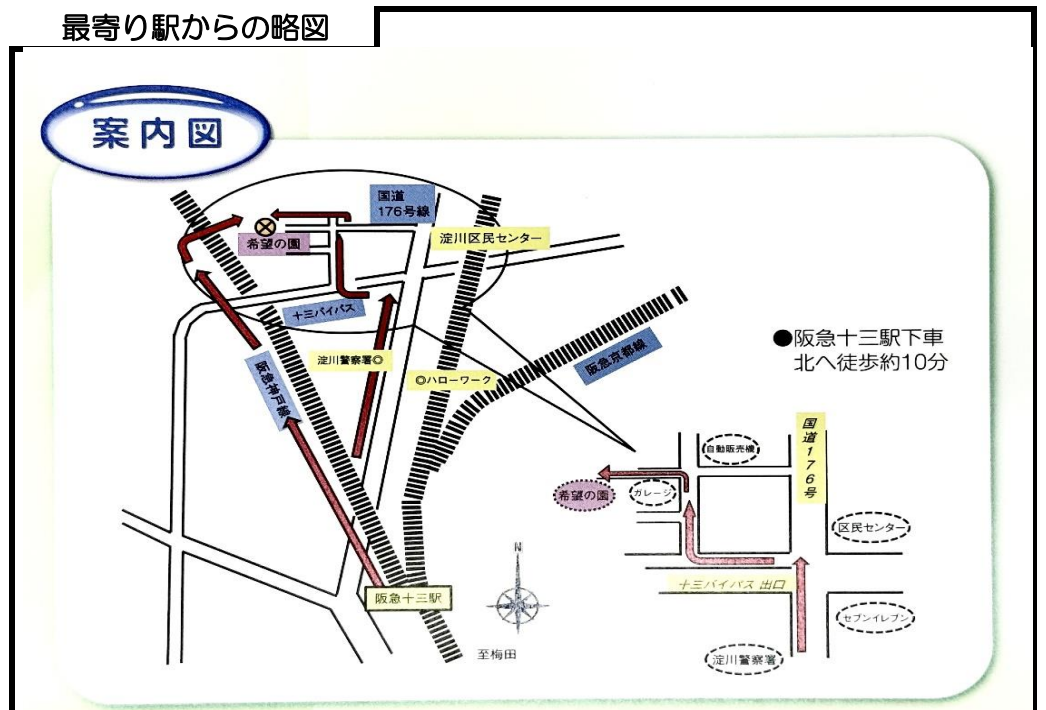 最寄り駅からの略図
案内図
国道
176号線
希望の園
淀川区民センター
十三バイパス
淀川警察署◎
阪急神戸線
◎ハローワーク
阪急京都線
●阪急十三駅下車
北へ徒歩約10分
国道176号
自動販売機
希望の園
ガレージ
区民センター
十三バイパス 出口
セブンイレブン
淀川警察署
N
阪急十三駅
至梅田